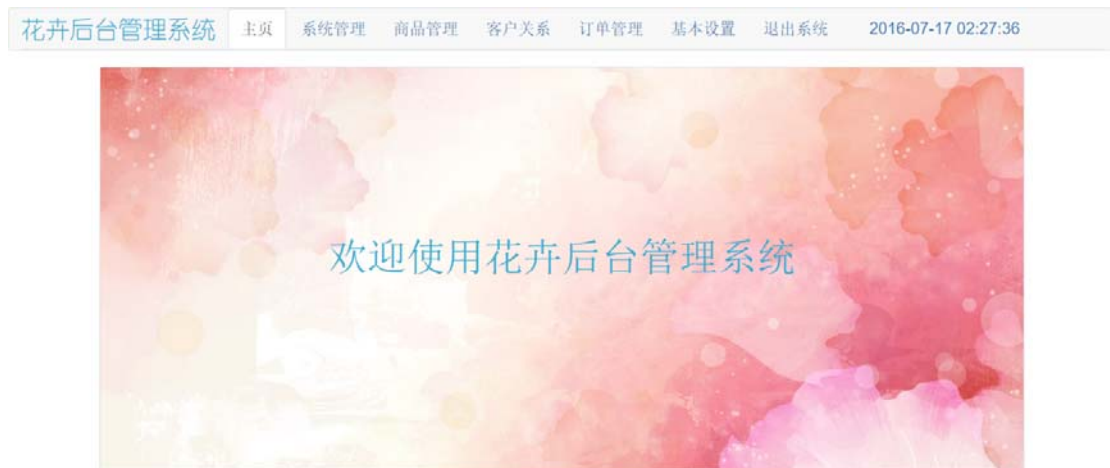 花卉后台管理系统 主页 系统管理 商品管理 客户关系 订单管理 基本设置 退出系统 2016-07-17 02:27:36
欢迎使用花卉后台管理系统